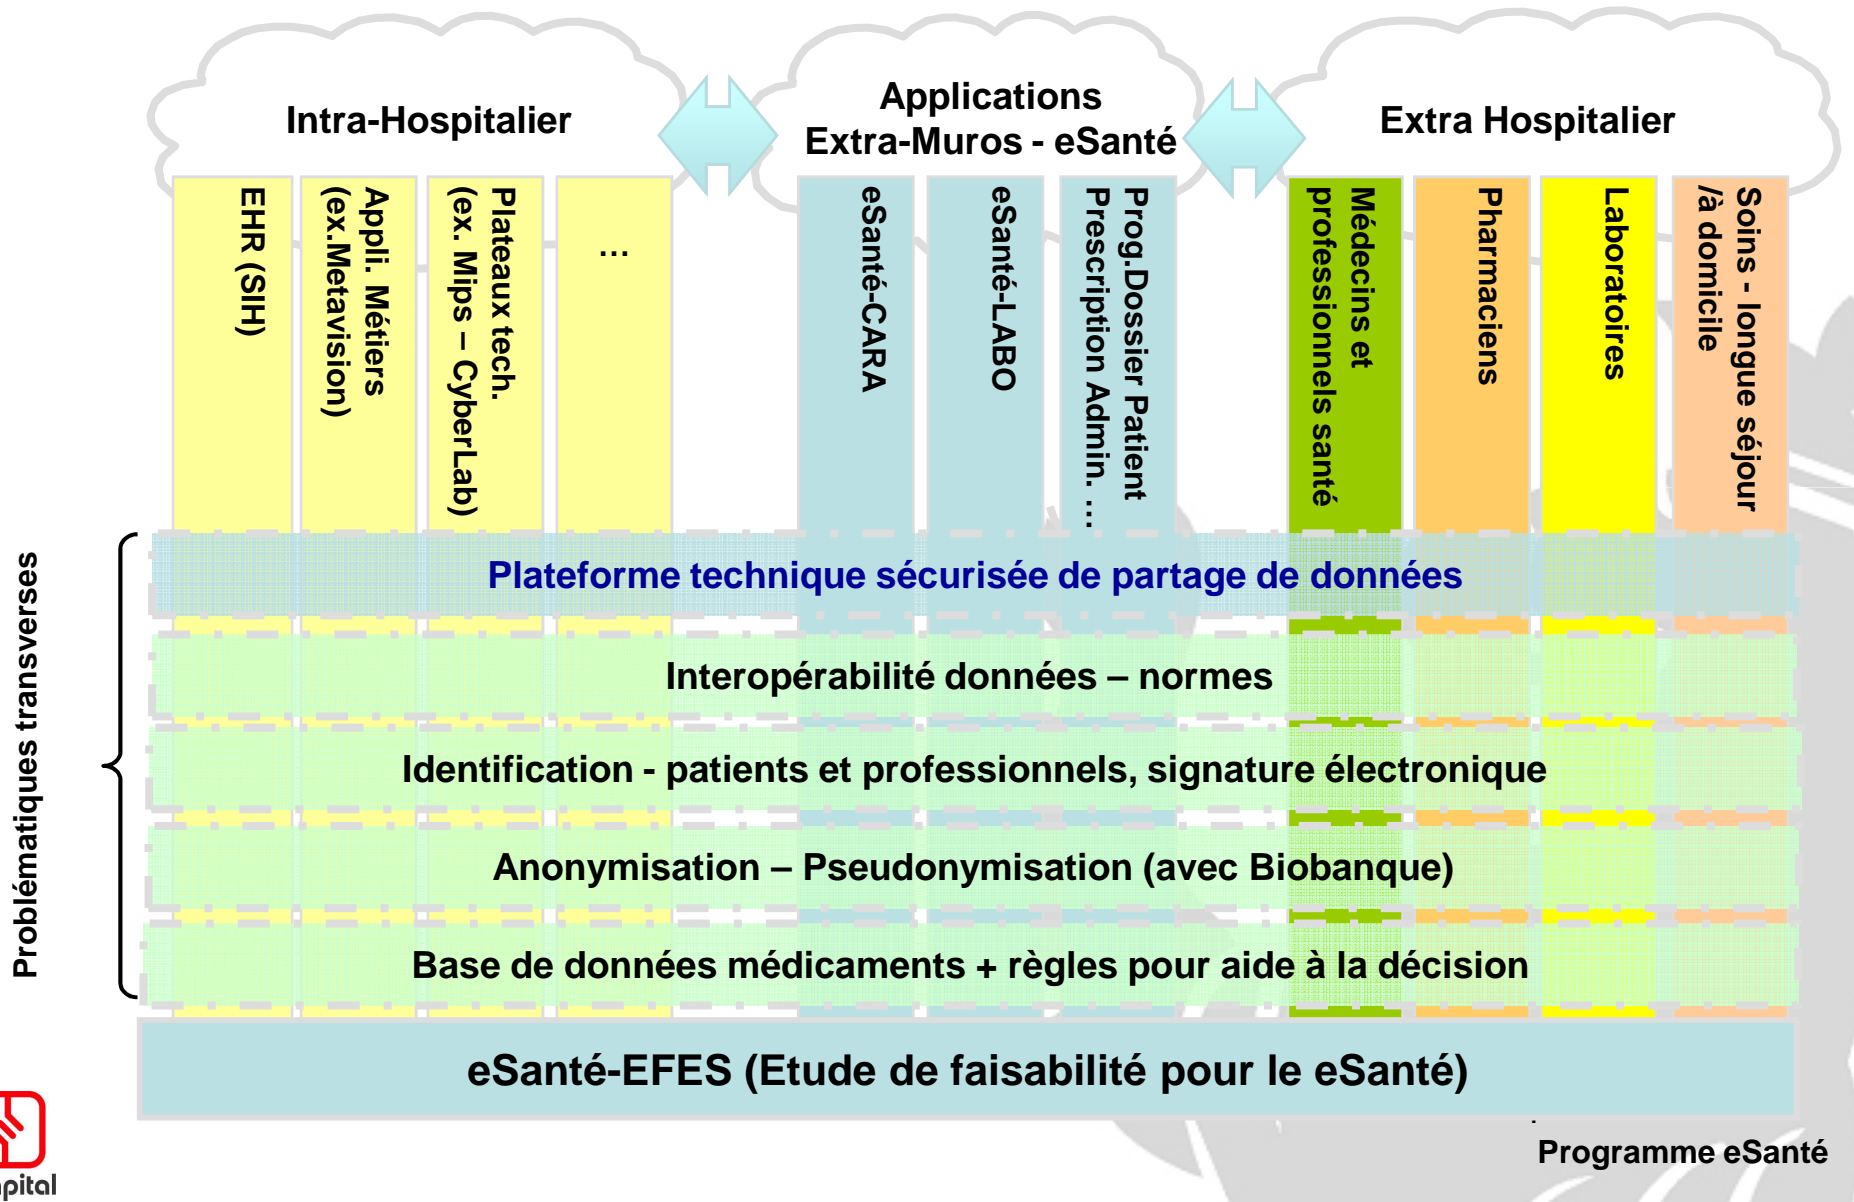 Intra-Hospitalier
Applications
Extra-Muros - eSanté
Extra Hospitalier
EHR (SIH)
Appli. Métiers
(ex.Metavision)
Plateaux tech.
(ex. Mips – CyberLab)
...
eSanté-CARA
eSanté-LABO
Prog.Dossier Patient
Prescription Admin. ...
Médecins et
professionnels santé
Pharmaciens
Laboratoires
Soins - longue séjour
/à domicile
Problématiques transverses
Plateforme technique sécurisée de partage de données
Interopérabilité données – normes
Identification - patients et professionnels, signature électronique
Anonymisation – Pseudonymisation (avec Biobanque)
Base de données médicaments + règles pour aide à la décision
eSanté-EFES (Etude de faisabilité pour le eSanté)
Programme eSanté
pital